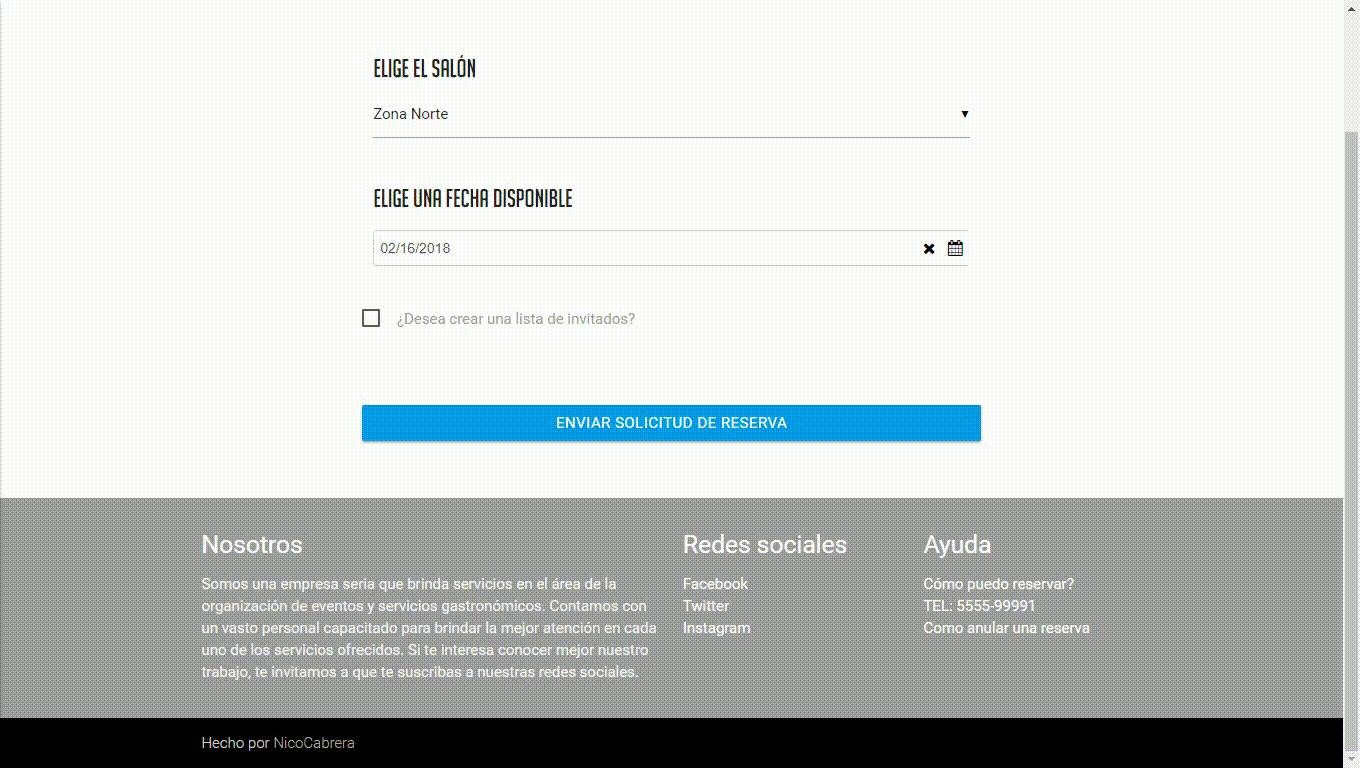 ELIGE EL SALÓN
Zona Norte
ELIGE UNA FECHA DISPONIBLE
02/16/2018
¿Desea crear una lista de invitados?
ENVIAR SOLICITUD DE RESERVA
Nosotros
Somos una empresa seria que brinda servicios en el área de la
organización de eventos y servicios gastronómicos. Contamos con
un vasto personal capacitado para brindar la mejor atención en cada
uno de los servicios ofrecidos. Si te interesa conocer mejor nuestro
trabajo, te invitamos a que te suscribas a nuestras redes sociales.
Redes sociales
Facebook
Twitter
Instagram
Ayuda
Cómo puedo reservar?
TEL: 5555-99991
Como anular una reserva
Hecho por NicoCabrera